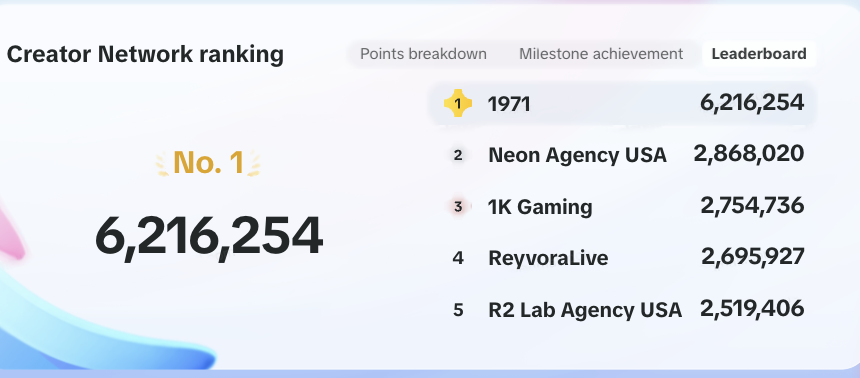 Creator Network ranking
Points breakdown
Milestone achievement
Leaderboard
No. 1
6,216,254
1 1971 6,216,254
2 Neon Agency USA 2,868,020
3 1K Gaming 2,754,736
4 ReyvoraLive 2,695,927
5 R2 Lab Agency USA 2,519,406